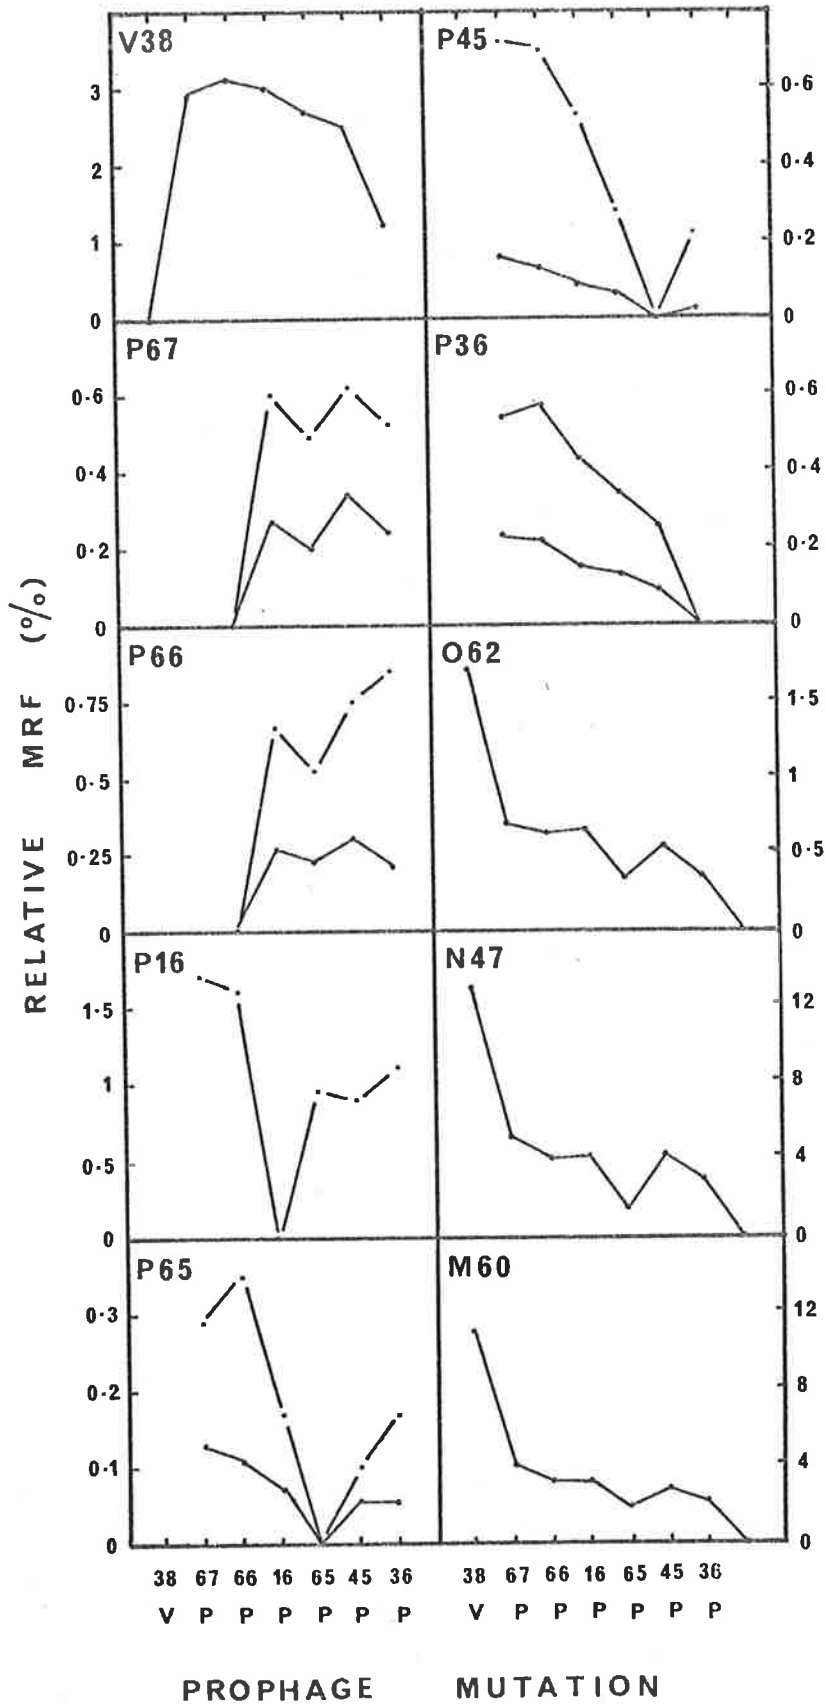 V38
3
2
1
0
P45
0·6
0·4
0·2
0
P67
0·6
0·4
0·2
0
P36
0·6
0·4
0·2
0
P66
0·75
0·5
0·25
0
O62
1·5
1
0·5
0
P16
1·5
1
0·5
0
N47
12
8
4
0
P65
0·3
0·2
0·1
0
M60
12
8
4
0
RELATIVE MRF (%)
38 67 66 16 65 45 36
V P P P P P P
38 67 66 16 65 45 36
V P P P P P P
PROPHAGE MUTATION